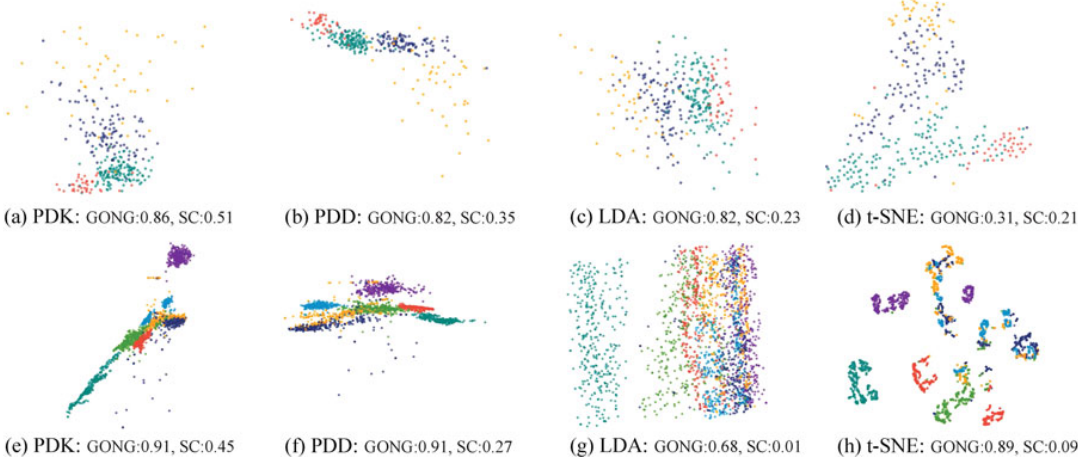 (a) PDK: GONG:0.86, SC:0.51
(b) PDD: GONG:0.82, SC:0.35
(c) LDA: GONG:0.82, SC:0.23
(d) t-SNE: GONG:0.31, SC:0.21
(e) PDK: GONG:0.91, SC:0.45
(f) PDD: GONG:0.91, SC:0.27
(g) LDA: GONG:0.68, SC:0.01
(h) t-SNE: GONG:0.89, SC:0.09